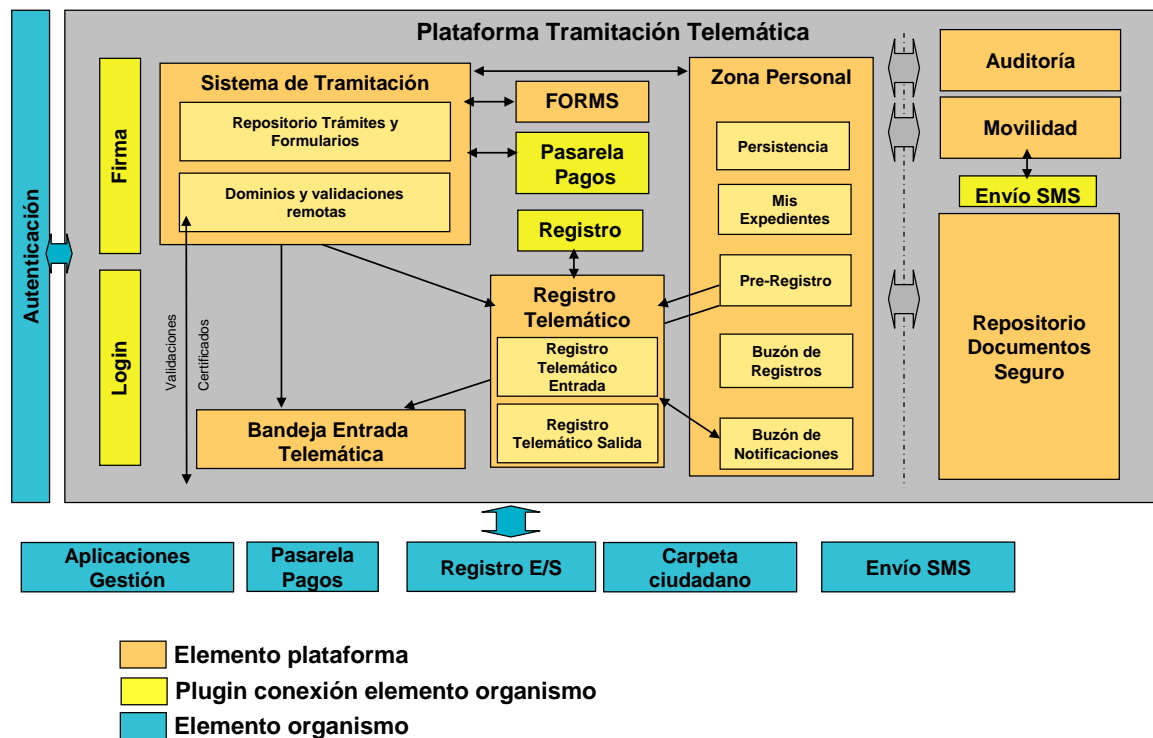 Plataforma Tramitación Telemática
Autenticación
Firma
Login
Sistema de Tramitación
Repositorio Trámites y
Formularios
Dominios y validaciones
remotas
Validaciones
Certificados
FORMS
Pasarela
Pagos
Registro
Registro
Telemático
Registro
Telemático
Entrada
Registro
Telemático Salida
Bandeja Entrada
Telemática
Zona Personal
Persistencia
Mis
Expedientes
Pre-Registro
Buzón de
Registros
Buzón de
Notificaciones
Auditoría
Movilidad
Envío SMS
Repositorio
Documentos
Seguro
Aplicaciones
Gestión
Pasarela
Pagos
Registro E/S
Carpeta
ciudadano
Envío SMS
Elemento plataforma
Plugin conexión elemento organismo
Elemento organismo